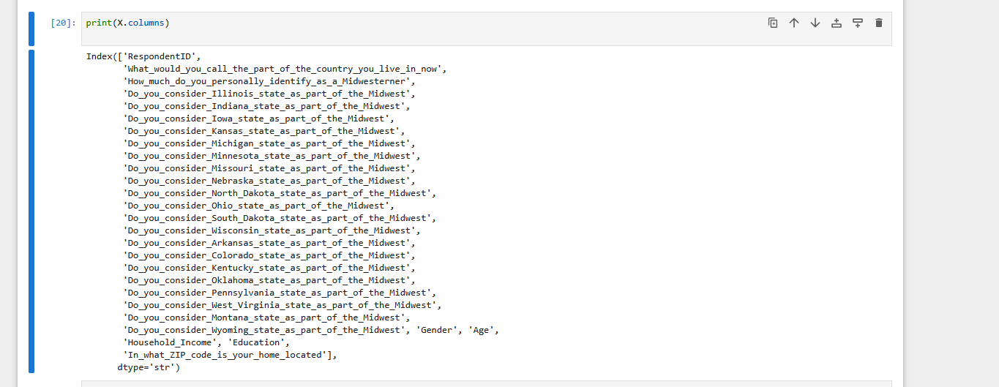 [20]: print(X.columns)
Index(['RespondentID',
'What_would_you_call_the_part_of_the_country_you_live_in_now',
'How_much_do_you_personally_identify_as_a_Midwesterner',
'Do_you_consider_Illinois_state_as_part_of_the_Midwest',
'Do_you_consider_Indiana_state_as_part_of_the_Midwest',
'Do_you_consider_Iowa_state_as_part_of_the_Midwest',
'Do_you_consider_Kansas_state_as_part_of_the_Midwest',
'Do_you_consider_Michigan_state_as_part_of_the_Midwest',
'Do_you_consider_Minnesota_state_as_part_of_the_Midwest',
'Do_you_consider_Missouri_state_as_part_of_the_Midwest',
'Do_you_consider_Nebraska_state_as_part_of_the_Midwest',
'Do_you_consider_North_Dakota_state_as_part_of_the_Midwest',
'Do_you_consider_Ohio_state_as_part_of_the_Midwest',
'Do_you_consider_South_Dakota_state_as_part_of_the_Midwest',
'Do_you_consider_Wisconsin_state_as_part_of_the_Midwest',
'Do_you_consider_Arkansas_state_as_part_of_the_Midwest',
'Do_you_consider_Colorado_state_as_part_of_the_Midwest',
'Do_you_consider_Kentucky_state_as_part_of_the_Midwest',
'Do_you_consider_Oklahoma_state_as_part_of_the_Midwest',
'Do_you_consider_Pennsylvania_state_as_part_of_the_Midwest',
'Do_you_consider_West_Virginia_state_as_part_of_the_Midwest',
'Do_you_consider_Montana_state_as_part_of_the_Midwest',
'Do_you_consider_Wyoming_state_as_part_of_the_Midwest', 'Gender', 'Age',
'Household_Income', 'Education',
'In_what_ZIP_code_is_your_home_located'],
dtype='str')